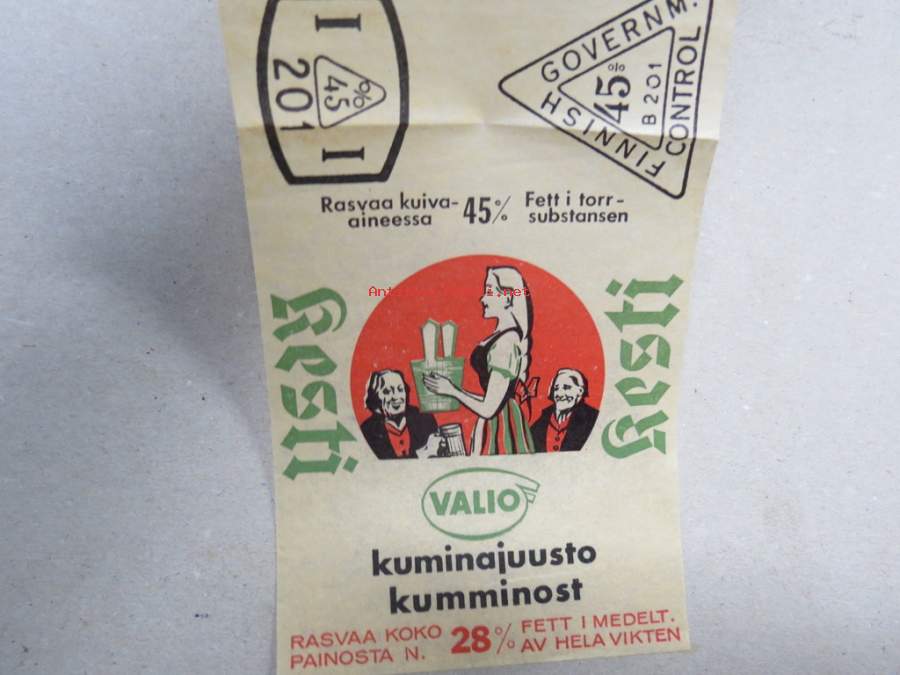 I
% 45
201
I
GOVERNM.
FINNISH
CONTROL
45%
B 201
Rasvaa kuiva-
aineessa
45%
Fett i torr-
substansen
Kesti
Kesti
VALIO
kuminajuusto
kumminost
RASVAA KOKO
PAINOSTA N.
28%
FETT I MEDELT.
AV HELA VIKTEN